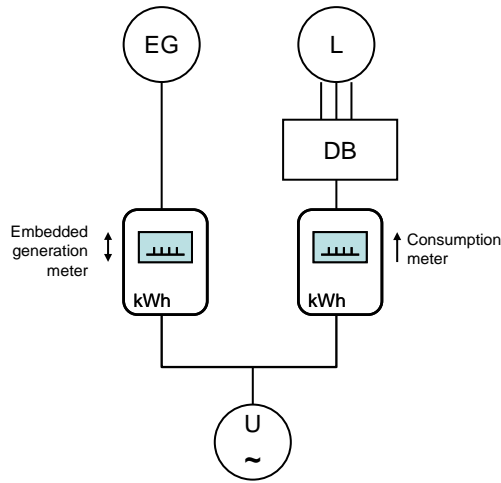 EG
L
DB
Embedded
generation
meter
kWh
kWh
Consumption
meter
U
~